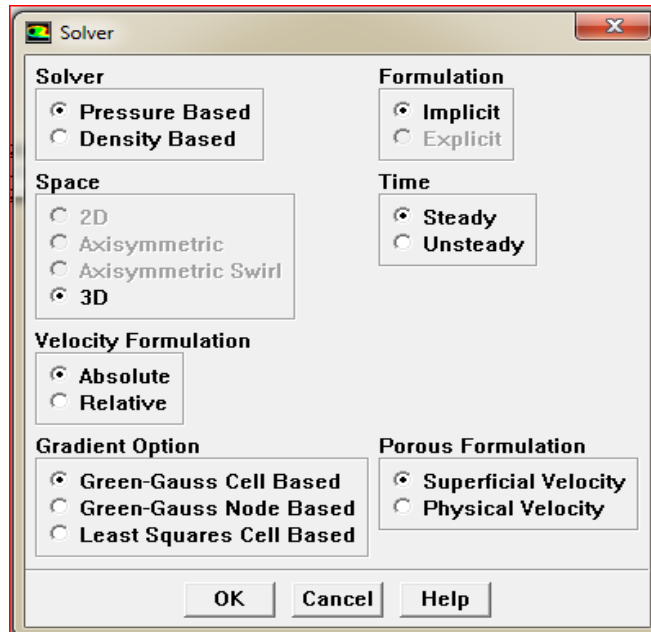 Solver
Solver
Pressure Based
Density Based
Formulation
Implicit
Explicit
Space
2D
Axisymmetric
Axisymmetric Swirl
3D
Time
Steady
Unsteady
Velocity Formulation
Absolute
Relative
Gradient Option
Green-Gauss Cell Based
Green-Gauss Node Based
Least Squares Cell Based
Porous Formulation
Superficial Velocity
Physical Velocity
OK Cancel Help